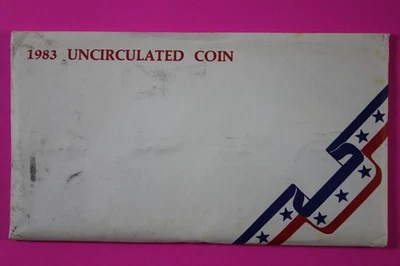 1983 UNCIRCULATED COIN